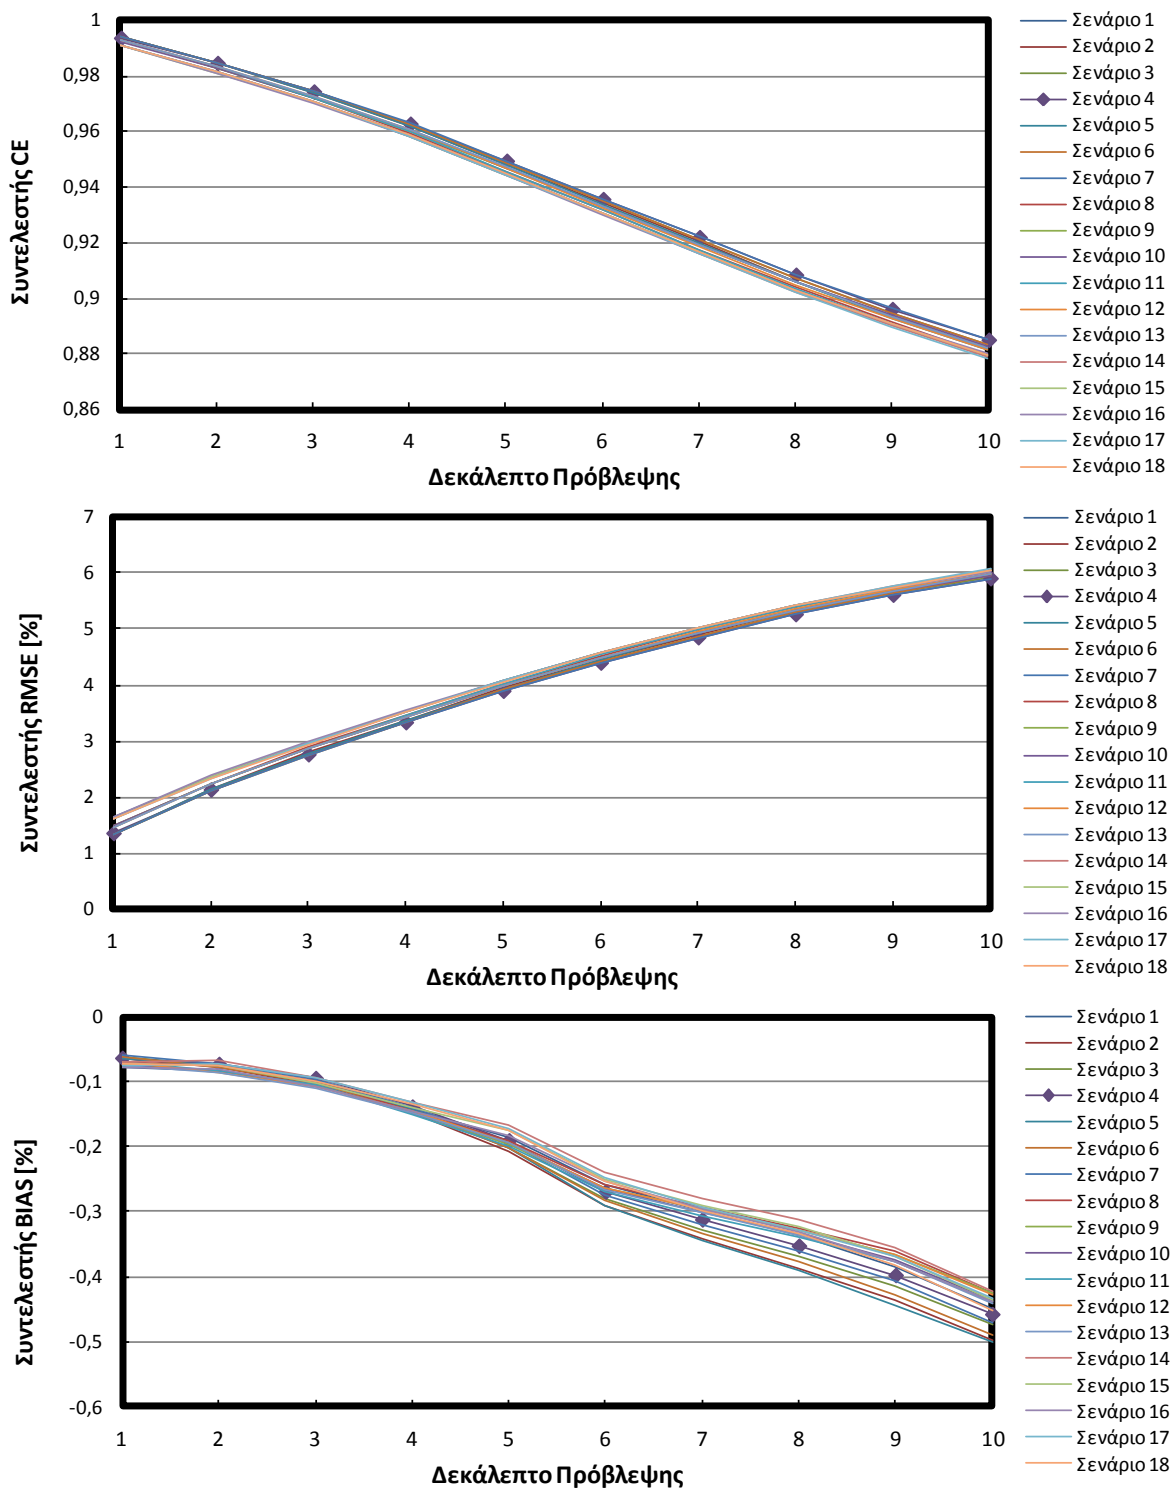 Συντελεστής CE
1
0,98
0,96
0,94
0,92
0,9
0,88
0,86
1 2 3 4 5 6 7 8 9 10
Δεκάλεπτο Πρόβλεψης
Σενάριο 1
Σενάριο 2
Σενάριο 3
Σενάριο 4
Σενάριο 5
Σενάριο 6
Σενάριο 7
Σενάριο 8
Σενάριο 9
Σενάριο 10
Σενάριο 11
Σενάριο 12
Σενάριο 13
Σενάριο 14
Σενάριο 15
Σενάριο 16
Σενάριο 17
Σενάριο 18
Συντελεστής RMSE [%]
7
6
5
4
3
2
1
0
1 2 3 4 5 6 7 8 9 10
Δεκάλεπτο Πρόβλεψης
Σενάριο 1
Σενάριο 2
Σενάριο 3
Σενάριο 4
Σενάριο 5
Σενάριο 6
Σενάριο 7
Σενάριο 8
Σενάριο 9
Σενάριο 10
Σενάριο 11
Σενάριο 12
Σενάριο 13
Σενάριο 14
Σενάριο 15
Σενάριο 16
Σενάριο 17
Σενάριο 18
Συντελεστής BIAS [%]
0
-0,1
-0,2
-0,3
-0,4
-0,5
-0,6
1 2 3 4 5 6 7 8 9 10
Δεκάλεπτο Πρόβλεψης
Σενάριο 1
Σενάριο 2
Σενάριο 3
Σενάριο 4
Σενάριο 5
Σενάριο 6
Σενάριο 7
Σενάριο 8
Σενάριο 9
Σενάριο 10
Σενάριο 11
Σενάριο 12
Σενάριο 13
Σενάριο 14
Σενάριο 15
Σενάριο 16
Σενάριο 17
Σενάριο 18